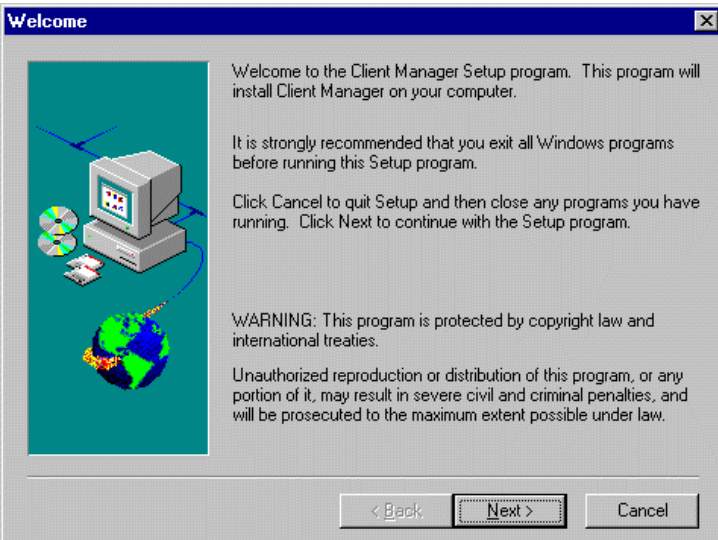 Welcome
Welcome to the Client Manager Setup program.  This program will
install Client Manager on your computer.
It is strongly recommended that you exit all Windows programs
before running this Setup program.
Click Cancel to quit Setup and then close any programs you have
running.  Click Next to continue with the Setup program.
WARNING: This program is protected by copyright law and
international treaties.
Unauthorized reproduction or distribution of this program, or any
portion of it, may result in severe civil and criminal penalties, and
will be prosecuted to the maximum extent possible under law.
< Back
Next >
Cancel